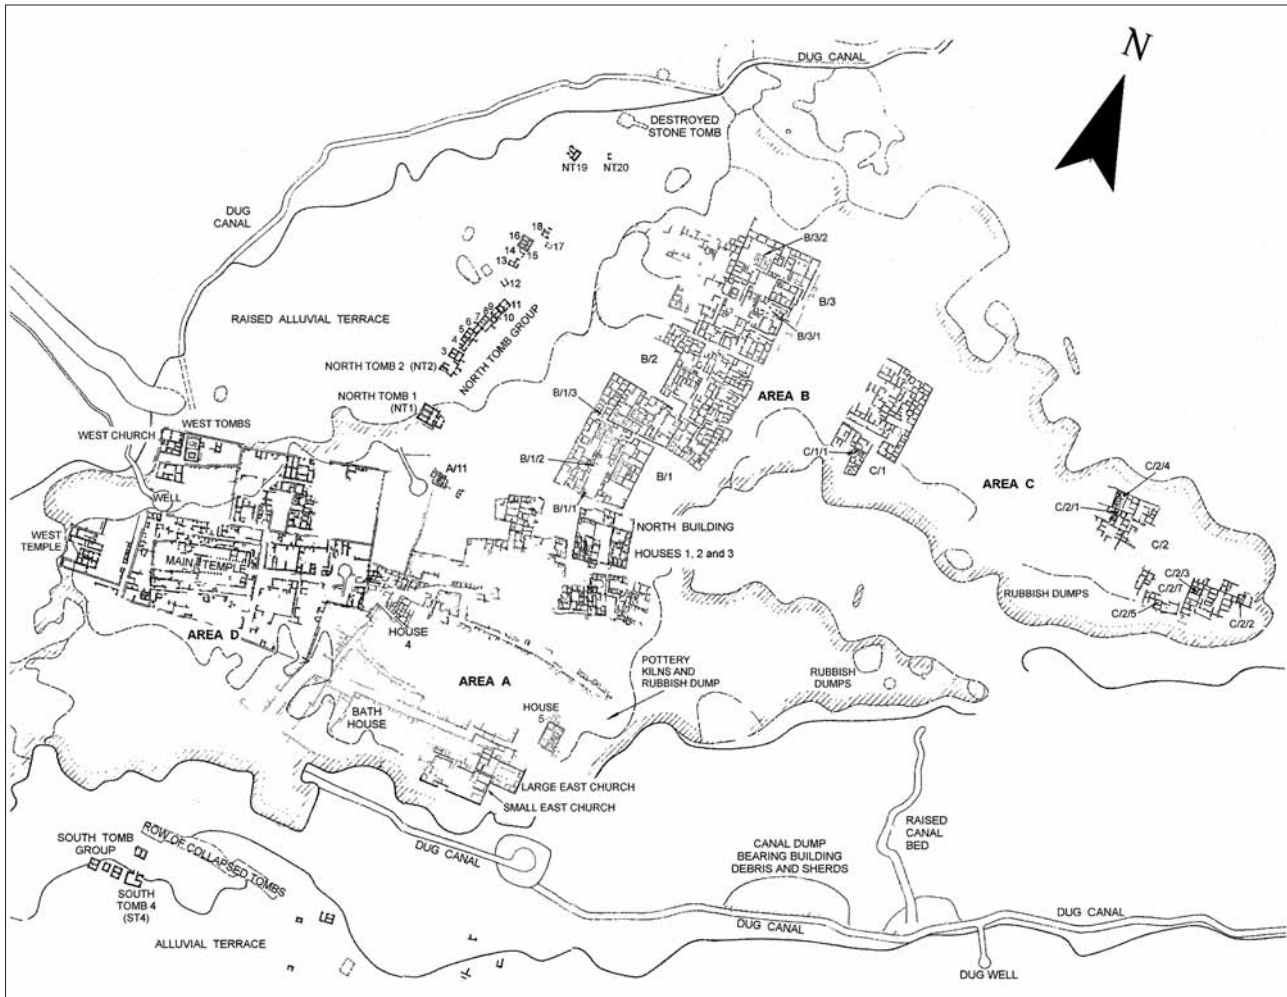 N
DUG CANAL
DESTROYED
STONE TOMB
NT19
NT20
DUG
CANAL
18
16
17
14
15
13
12
RAISED ALLUVIAL TERRACE
11
10
9
8
7
6
5
4
3
NORTH TOMB GROUP
NORTH TOMB 2 (NT2)
NORTH TOMB 1
(NT1)
B/3/2
B/3
B/3/1
B/2
B/1/3
AREA B
WEST TOMBS
WEST CHURCH
A/11
B/1/2
B/1
B/1/1
C/1/1
C/1
C/2/4
AREA C
C/2/1
C/2
WELL
WEST
TEMPLE
MAIN TEMPLE
NORTH BUILDING
HOUSES 1, 2 and 3
C/2/3
C/2/7
C/2/5
C/2/2
RUBBISH DUMPS
AREA D
HOUSE
4
AREA A
POTTERY
KILNS AND
RUBBISH DUMP
RUBBISH
DUMPS
BATH
HOUSE
HOUSE
5
LARGE EAST CHURCH
SMALL EAST CHURCH
SOUTH TOMB
GROUP
ROW OF COLLAPSED TOMBS
SOUTH
TOMB 4
(ST4)
DUG CANAL
RAISED
CANAL
BED
CANAL DUMP
BEARING BUILDING
DEBRIS AND SHERDS
DUG CANAL
DUG CANAL
ALLUVIAL TERRACE
DUG WELL